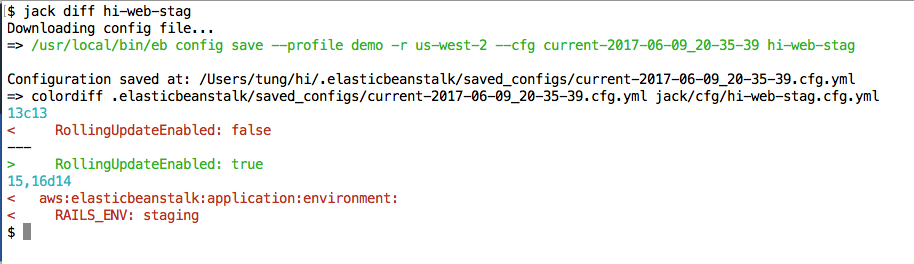 $ jack diff hi-web-stag
Downloading config file...
=> /usr/local/bin/eb config save --profile demo -r us-west-2 --cfg current-2017-06-09_20-35-39 hi-web-stag

Configuration saved at: /Users/tung/hi/.elasticbeanstalk/saved_configs/current-2017-06-09_20-35-39.cfg.yml
=> colordiff .elasticbeanstalk/saved_configs/current-2017-06-09_20-35-39.cfg.yml jack/cfg/hi-web-stag.cfg.yml
13c13
<     RollingUpdateEnabled: false
---
>     RollingUpdateEnabled: true
15,16d14
<   aws:elasticbeanstalk:application:environment:
<     RAILS_ENV: staging
$